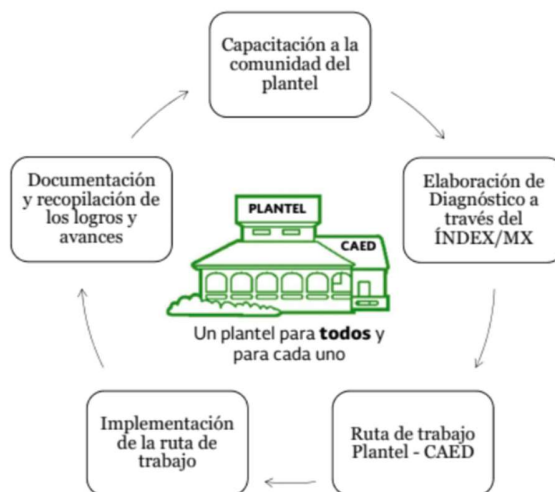 Capacitación a la
comunidad del
plantel
Elaboración de
Diagnóstico a
través del
ÍNDEX/MX
Ruta de trabajo
Plantel - CAED
Implementación
de la ruta de
trabajo
Documentación
y recopilación de
los logros y
avances
PLANTEL
CAED
Un plantel para todos y
para cada uno